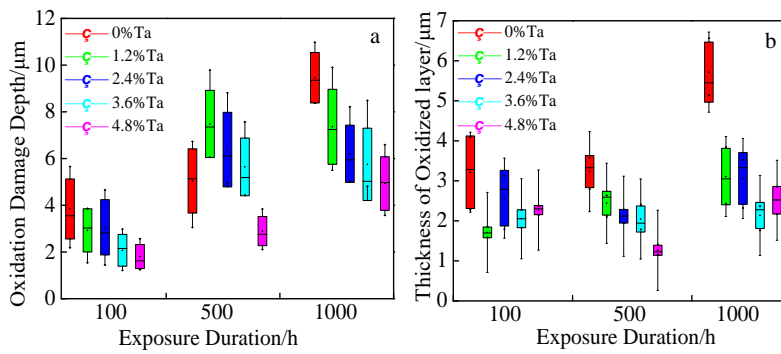 a
Oxidation Damage Depth/μm
12
10
8
6
4
2
0
Ç 0%Ta
Ç 1.2%Ta
Ç 2.4%Ta
Ç 3.6%Ta
Ç 4.8%Ta
100 500 1000
Exposure Duration/h
b
Thickness of Oxidized layer/μm
7
6
5
4
3
2
1
0
Ç 0%Ta
Ç 1.2%Ta
Ç 2.4%Ta
Ç 3.6%Ta
Ç 4.8%Ta
100 500 1000
Exposure Duration/h